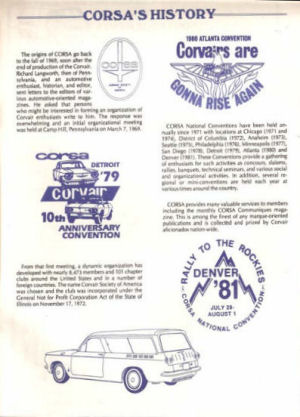 CORSA'S HISTORY
The origins of CORSA go back
to the fall of 1969, soon after the
end of production of the Corvair.
Richard Langworth, then of Penn-
sylvania, and an automotive
enthusiast, historian, and editor,
sent letters to the editors of var-
ious automotive-oriented maga-
zines. He asked that persons
who might be interested in forming an organization of
Corvair enthusiasts write to him. The response was
overwhelming and an initial organizational meeting
was held at Camp Hill, Pennsylvania on March 7, 1969.
corsa
1980 ATLANTA CONVENTION
Corvairs are
GONNA RISE AGAIN
CORSA National Conventions have been held an-
nually since 1971 with locations at Chicago (1971 and
1974), District of Columbia (1972), Anaheim (1973),
Seattle (1975), Philadelphia (1976), Minneapolis (1977),
San Diego (1978), Detroit (1979), Atlanta (1980) and
Denver (1981). These Conventions provide a gathering
of enthusiasts for such activities as concours, slaloms,
rallies, banquets, technical seminars, and various social
and organizational activities. In addition, several re-
gional or mini-conventions are held each year at
various times around the country.
corsa
DETROIT
'79
corvair
10th
ANNIVERSARY
CONVENTION
CORSA provides many valuable services to members
including the monthly CORSA Communique maga-
zine. This is among the finest of any marque-oriented
publications and is collected and prized by Corvair
aficionados nation-wide.
From that first meeting, a dynamic organization has
developed with nearly 6,473 members and 101 chapter
clubs around the United States and in a number of
foreign countries. The name Corvair Society of America
was chosen and the club was incorporated under the
General Not for Profit Corporation Act of the State of
Illinois on November 17, 1972.
RALLY TO THE ROCKIES
DENVER
'81
JULY 29-
AUGUST 1
CORSA NATIONAL CONVENTION